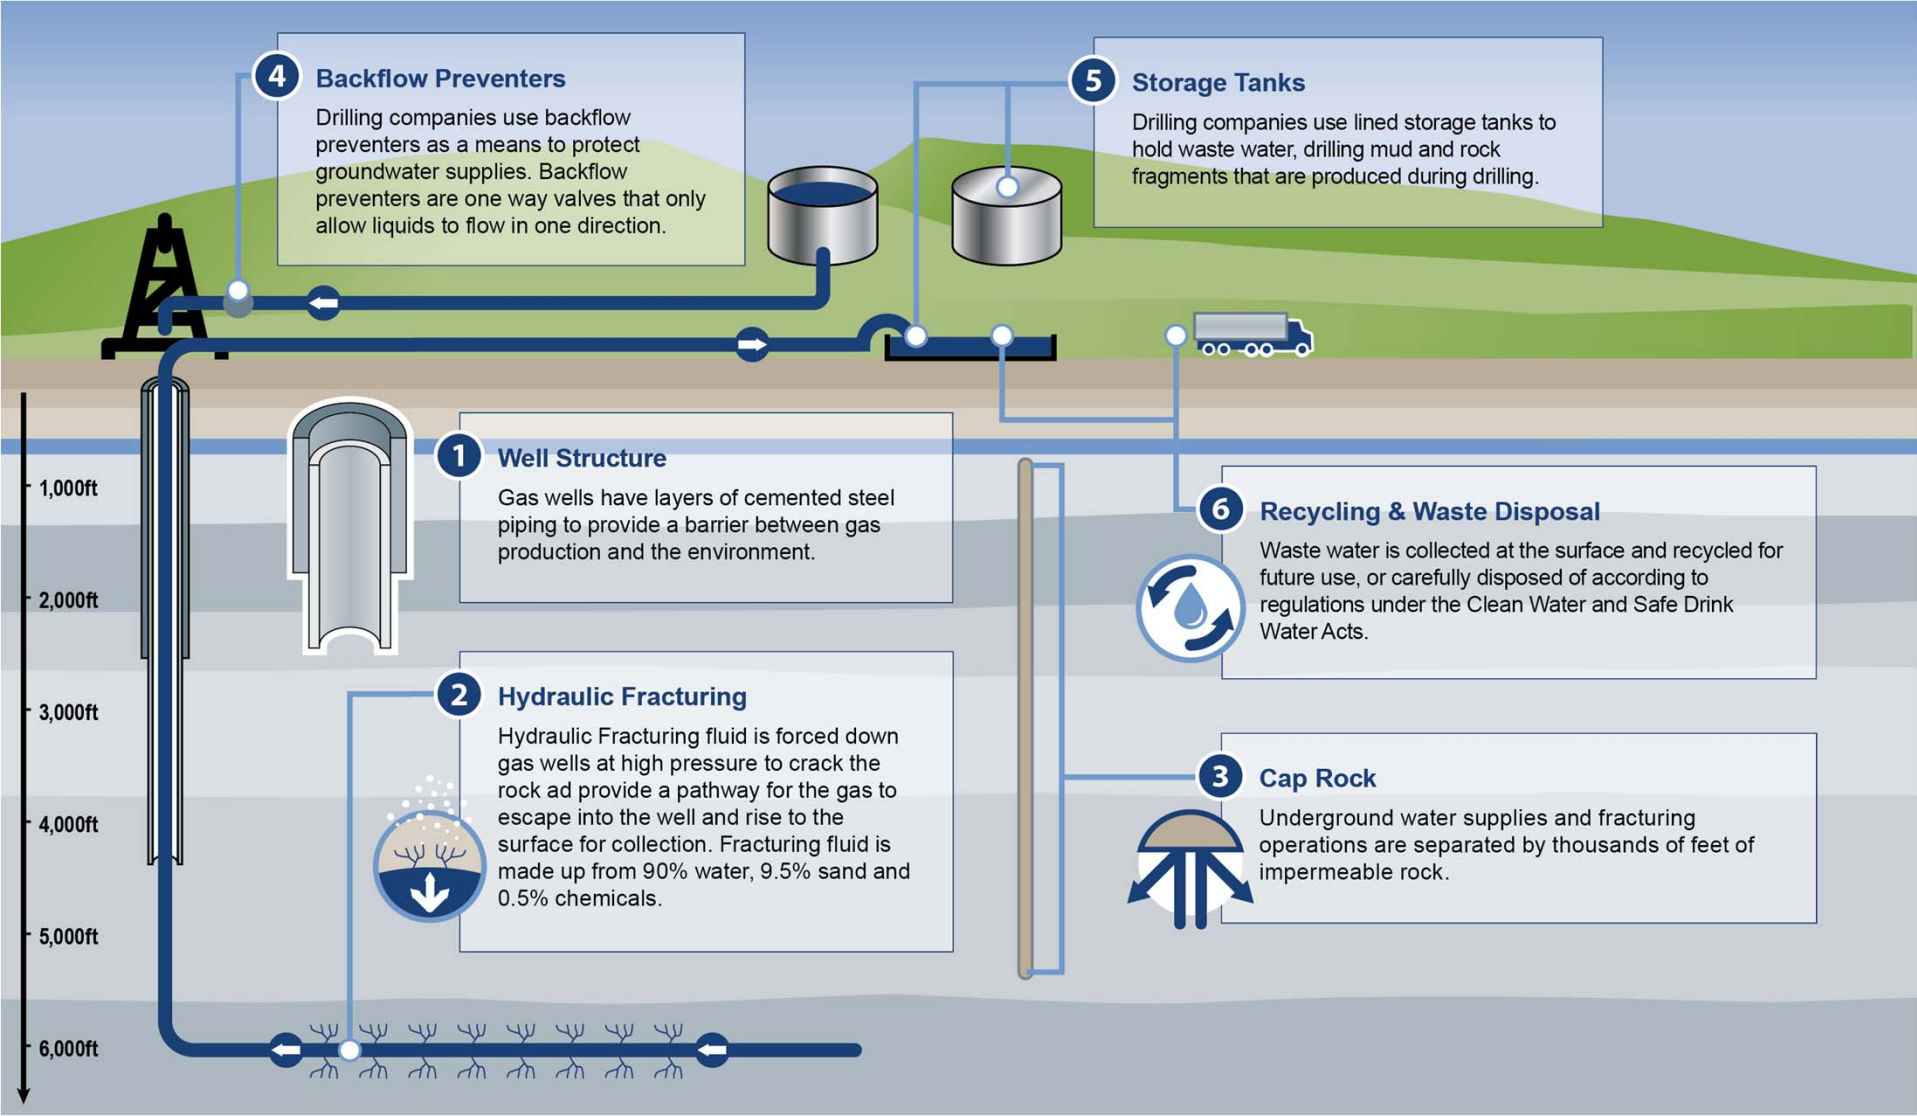 4 Backflow Preventers
Drilling companies use backflow
preventers as a means to protect
groundwater supplies. Backflow
preventers are one way valves that only
allow liquids to flow in one direction.
5 Storage Tanks
Drilling companies use lined storage tanks to
hold waste water, drilling mud and rock
fragments that are produced during drilling.
1 Well Structure
Gas wells have layers of cemented steel
piping to provide a barrier between gas
production and the environment.
6 Recycling & Waste Disposal
Waste water is collected at the surface and recycled for
future use, or carefully disposed of according to
regulations under the Clean Water and Safe Drink
Water Acts.
2 Hydraulic Fracturing
Hydraulic Fracturing fluid is forced down
gas wells at high pressure to crack the
rock ad provide a pathway for the gas to
escape into the well and rise to the
surface for collection. Fracturing fluid is
made up from 90% water, 9.5% sand and
0.5% chemicals.
3 Cap Rock
Underground water supplies and fracturing
operations are separated by thousands of feet of
impermeable rock.
1,000ft
2,000ft
3,000ft
4,000ft
5,000ft
6,000ft